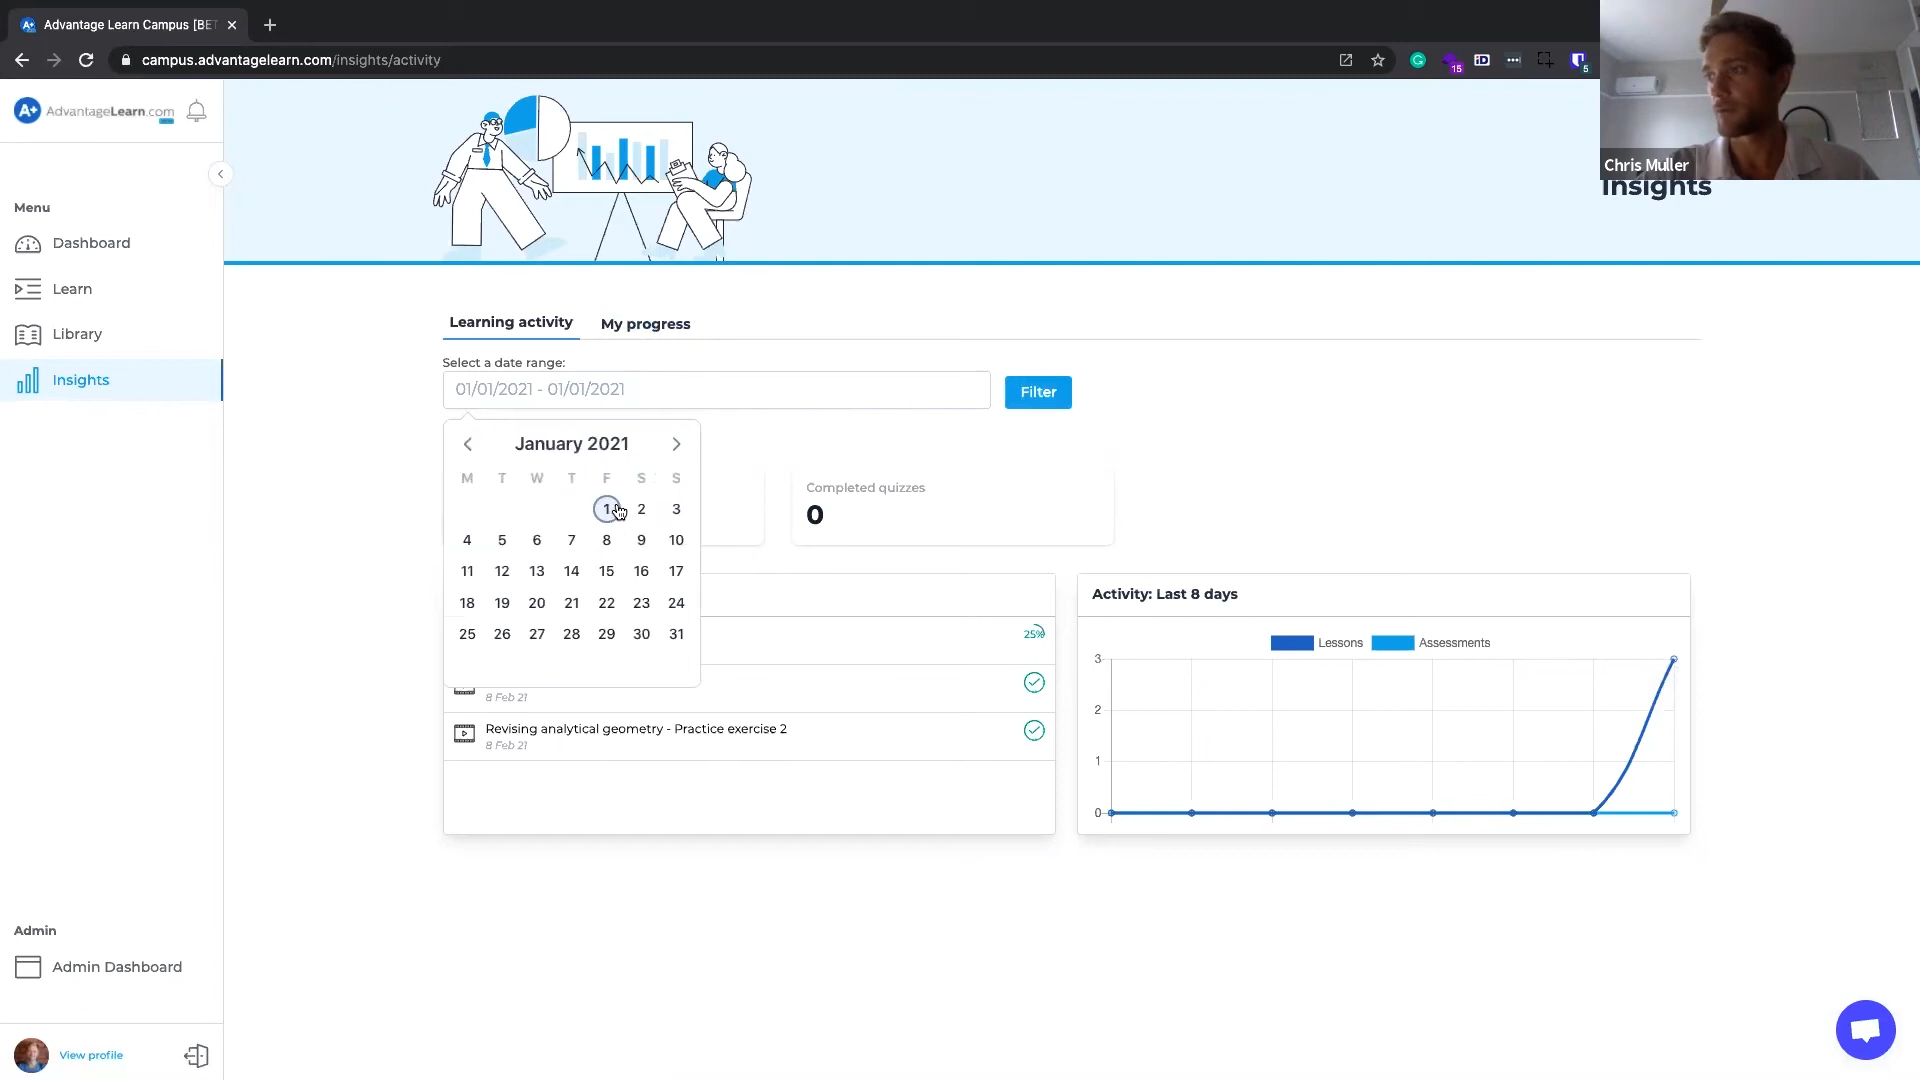 Advantage Learn Campus [BET
campus.advantagelearn.com/insights/activity
15
iD
5
Chris Muller
A+ AdvantageLearn.com
Insights
Menu
Dashboard
Learn
Library
Insights
Learning activity
My progress
Select a date range:
01/01/2021 - 01/01/2021
Filter
January 2021
M T W T F S S
1 2 3
4 5 6 7 8 9 10
11 12 13 14 15 16 17
18 19 20 21 22 23 24
25 26 27 28 29 30 31
Completed quizzes
0
25%
8 Feb 21
Revising analytical geometry - Practice exercise 2
8 Feb 21
Activity: Last 8 days
Lessons Assessments
3
2
1
0
Admin
Admin Dashboard
View profile